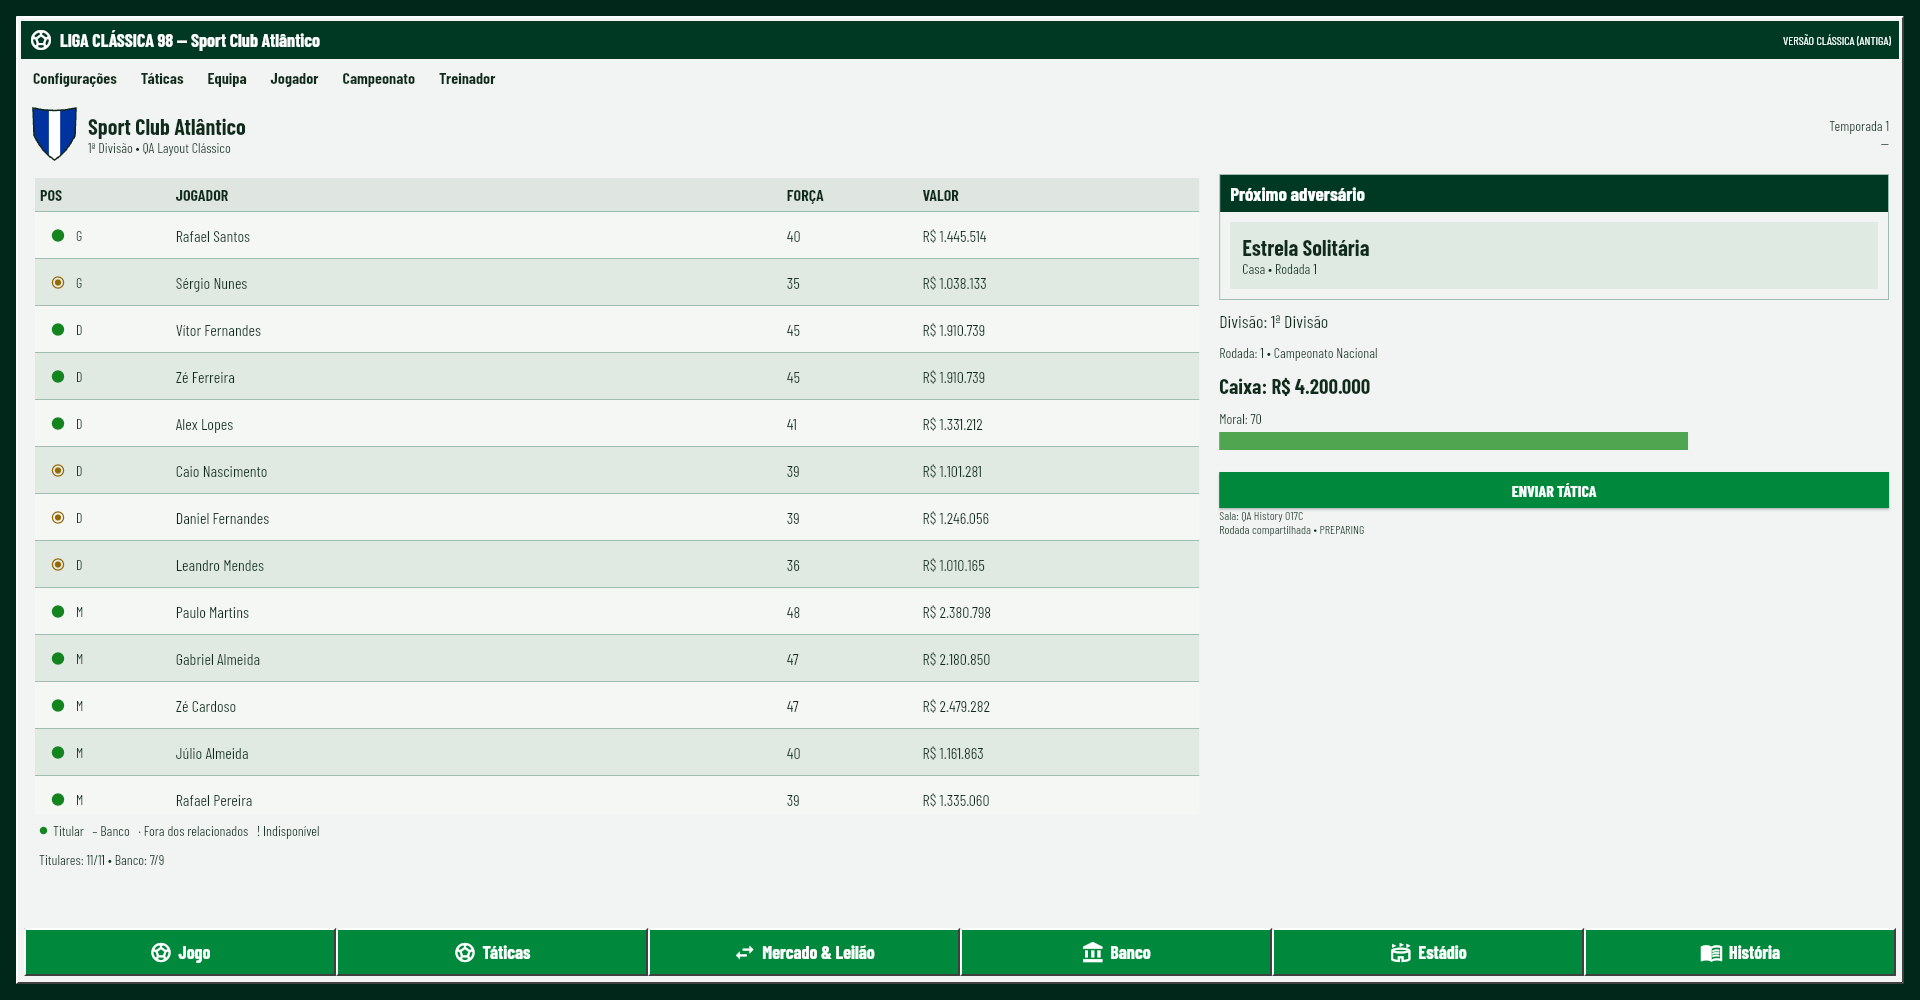 LIGA CLÁSSICA 98 — Sport Club Atlântico
VERSÃO CLÁSSICA (ANTIGA)
Configurações Táticas Equipa Jogador Campeonato Treinador
Sport Club Atlântico
1ª Divisão • QA Layout Clássico
Temporada 1
—
POS JOGADOR FORÇA VALOR
G Rafael Santos 40 R$ 1.445.514
G Sérgio Nunes 35 R$ 1.038.133
D Vítor Fernandes 45 R$ 1.910.739
D Zé Ferreira 45 R$ 1.910.739
D Alex Lopes 41 R$ 1.331.212
D Caio Nascimento 39 R$ 1.101.281
D Daniel Fernandes 39 R$ 1.246.056
D Leandro Mendes 36 R$ 1.010.165
M Paulo Martins 48 R$ 2.380.798
M Gabriel Almeida 47 R$ 2.180.850
M Zé Cardoso 47 R$ 2.479.282
M Júlio Almeida 40 R$ 1.161.863
M Rafael Pereira 39 R$ 1.335.060
● Titular – Banco · Fora dos relacionados ! Indisponível
Titulares: 11/11 • Banco: 7/9
Próximo adversário
Estrela Solitária
Casa • Rodada 1
Divisão: 1ª Divisão
Rodada: 1 • Campeonato Nacional
Caixa: R$ 4.200.000
Moral: 70
ENVIAR TÁTICA
Sala: QA History 017C
Rodada compartilhada • PREPARING
Jogo Táticas Mercado & Leilão Banco Estádio História